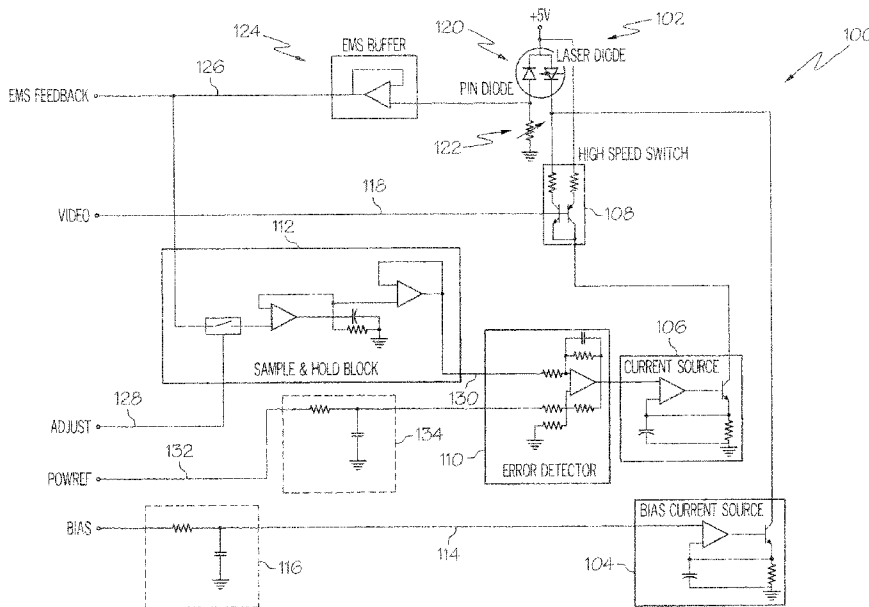 +5V
102
100
120
124
EMS BUFFER
LASER DIODE
126
PIN DIODE
EMS FEEDBACK
122
HIGH SPEED SWITCH
118
108
VIDEO
112
106
CURRENT SOURCE
SAMPLE & HOLD BLOCK
130
128
ADJUST
134
132
110
ERROR DETECTOR
POWREF
BIAS CURRENT SOURCE
BIAS
114
116
104